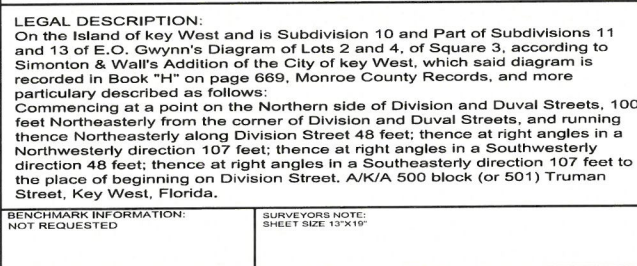 LEGAL DESCRIPTION:
On the Island of key West and is Subdivision 10 and Part of Subdivisions 11
and 13 of E.O. Gwynn's Diagram of Lots 2 and 4, of Square 3, according to
Simonton & Wall's Addition of the City of key West, which said diagram is
recorded in Book "H" on page 669, Monroe County Records, and more
particulary described as follows:
Commencing at a point on the Northern side of Division and Duval Streets, 100
feet Northeasterly from the corner of Division and Duval Streets, and running
thence Northeasterly along Division Street 48 feet; thence at right angles in a
Northwesterly direction 107 feet; thence at right angles in a Southwesterly
direction 48 feet; thence at right angles in a Southeasterly direction 107 feet to
the place of beginning on Division Street. A/K/A 500 block (or 501) Truman
Street, Key West, Florida.
BENCHMARK INFORMATION:
NOT REQUESTED
SURVEYORS NOTE:
SHEET SIZE 13"X19"